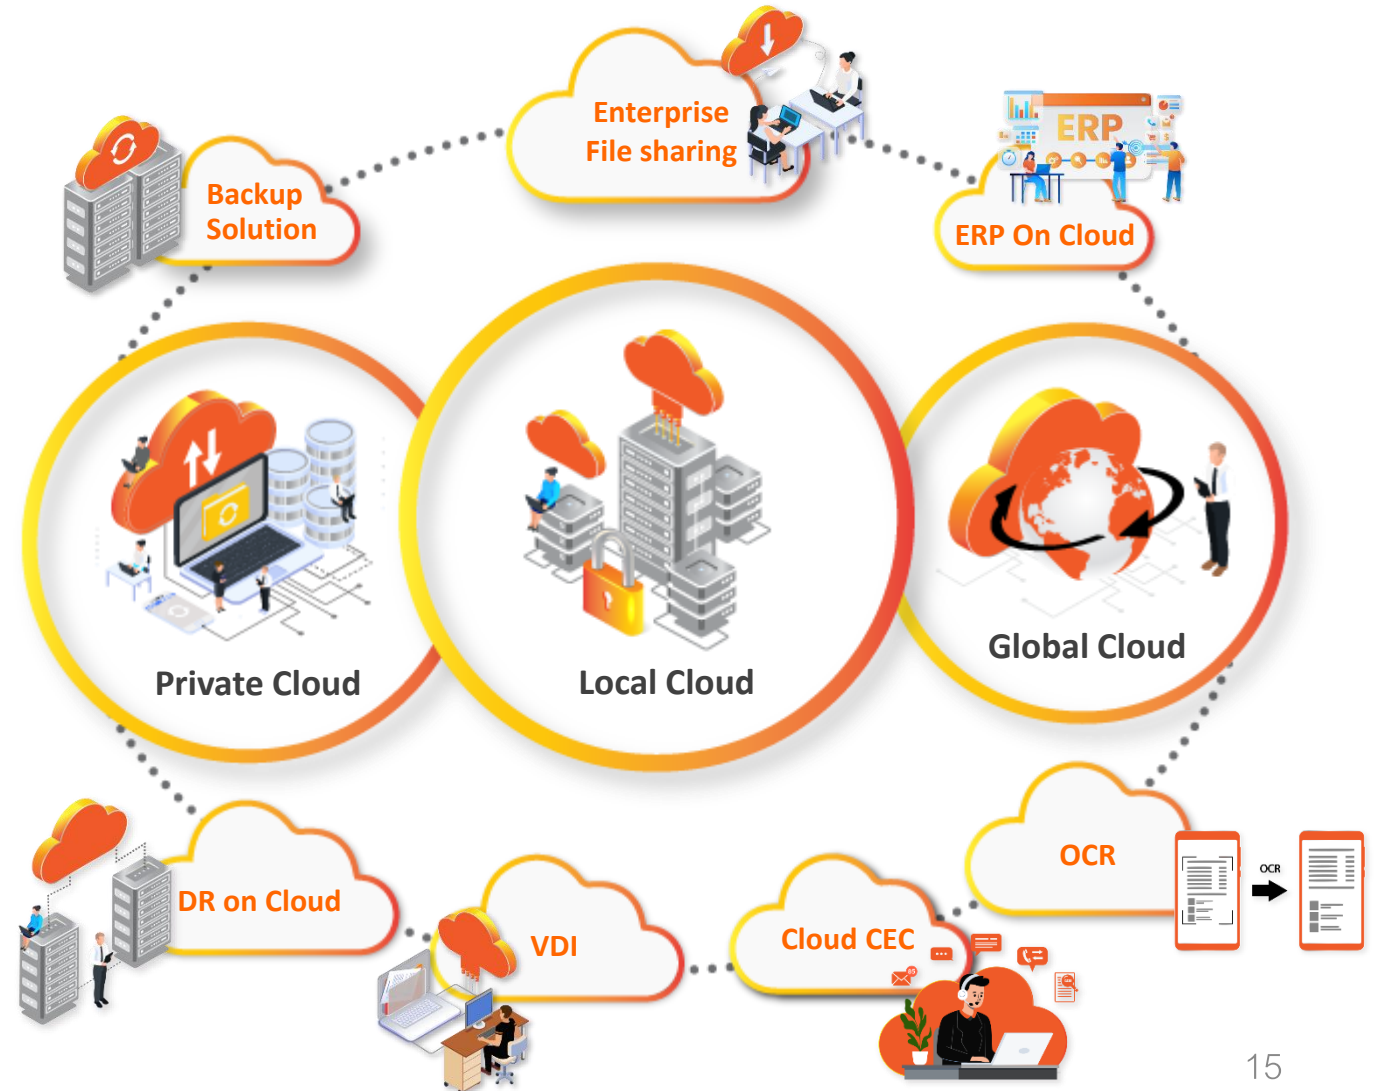 Enterprise
File sharing
ERP
Backup
Solution
ERP On Cloud
Private Cloud
Local Cloud
Global Cloud
DR on Cloud
VDI
Cloud CEC
OCR
OCR
15